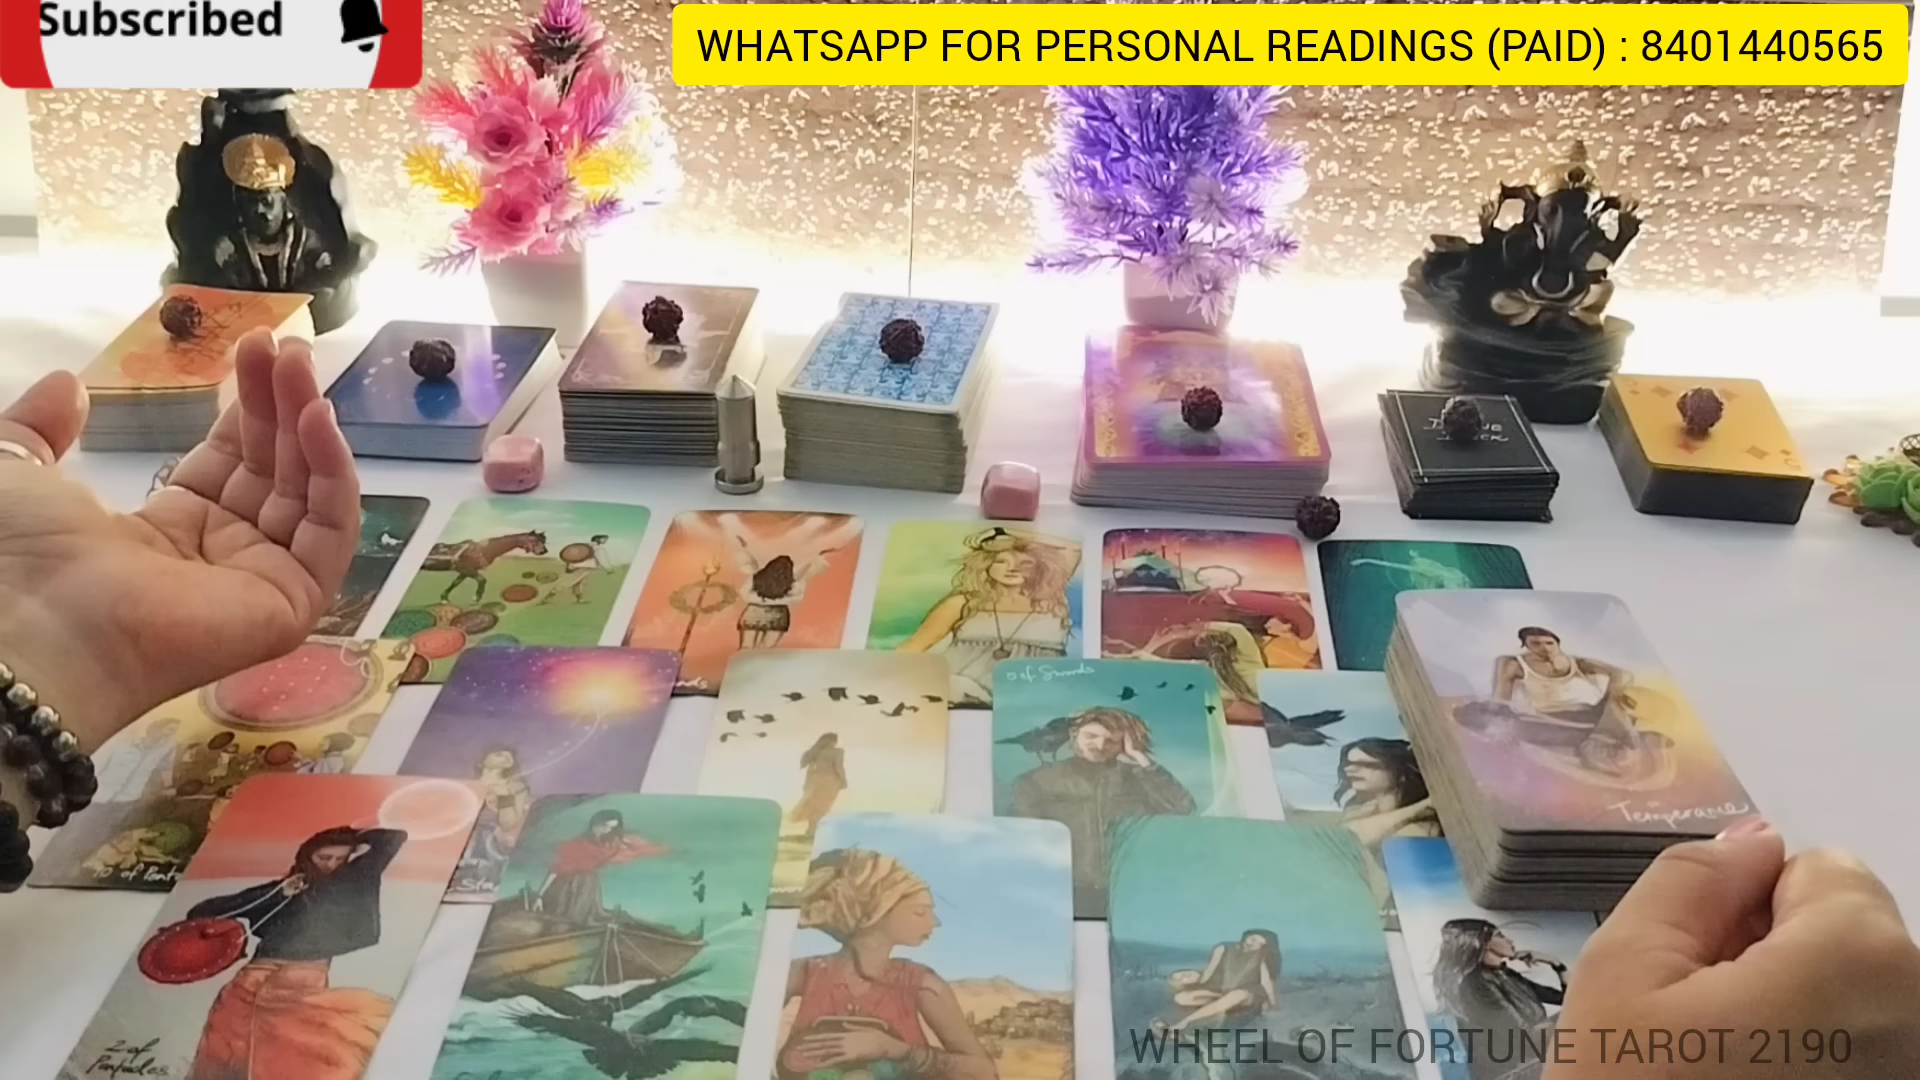 Subscribed
WHATSAPP FOR PERSONAL READINGS (PAID) : 8401440565
5 of Swords
Temperance
10 of
Star
2 of
Pentacles
WHEEL OF FORTUNE TAROT 2190